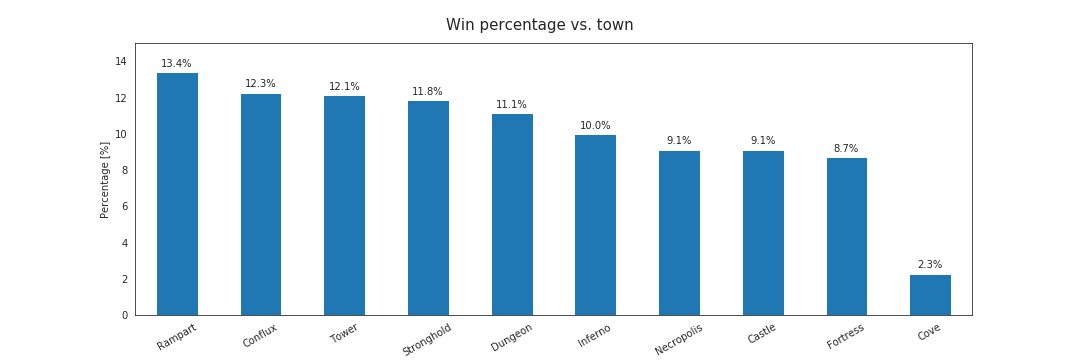 Win percentage vs. town
Percentage [%]
14
12
10
8
6
4
2
0
13.4%
12.3%
12.1%
11.8%
11.1%
10.0%
9.1%
9.1%
8.7%
2.3%
Rampart
Conflux
Tower
Stronghold
Dungeon
Inferno
Necropolis
Castle
Fortress
Cove